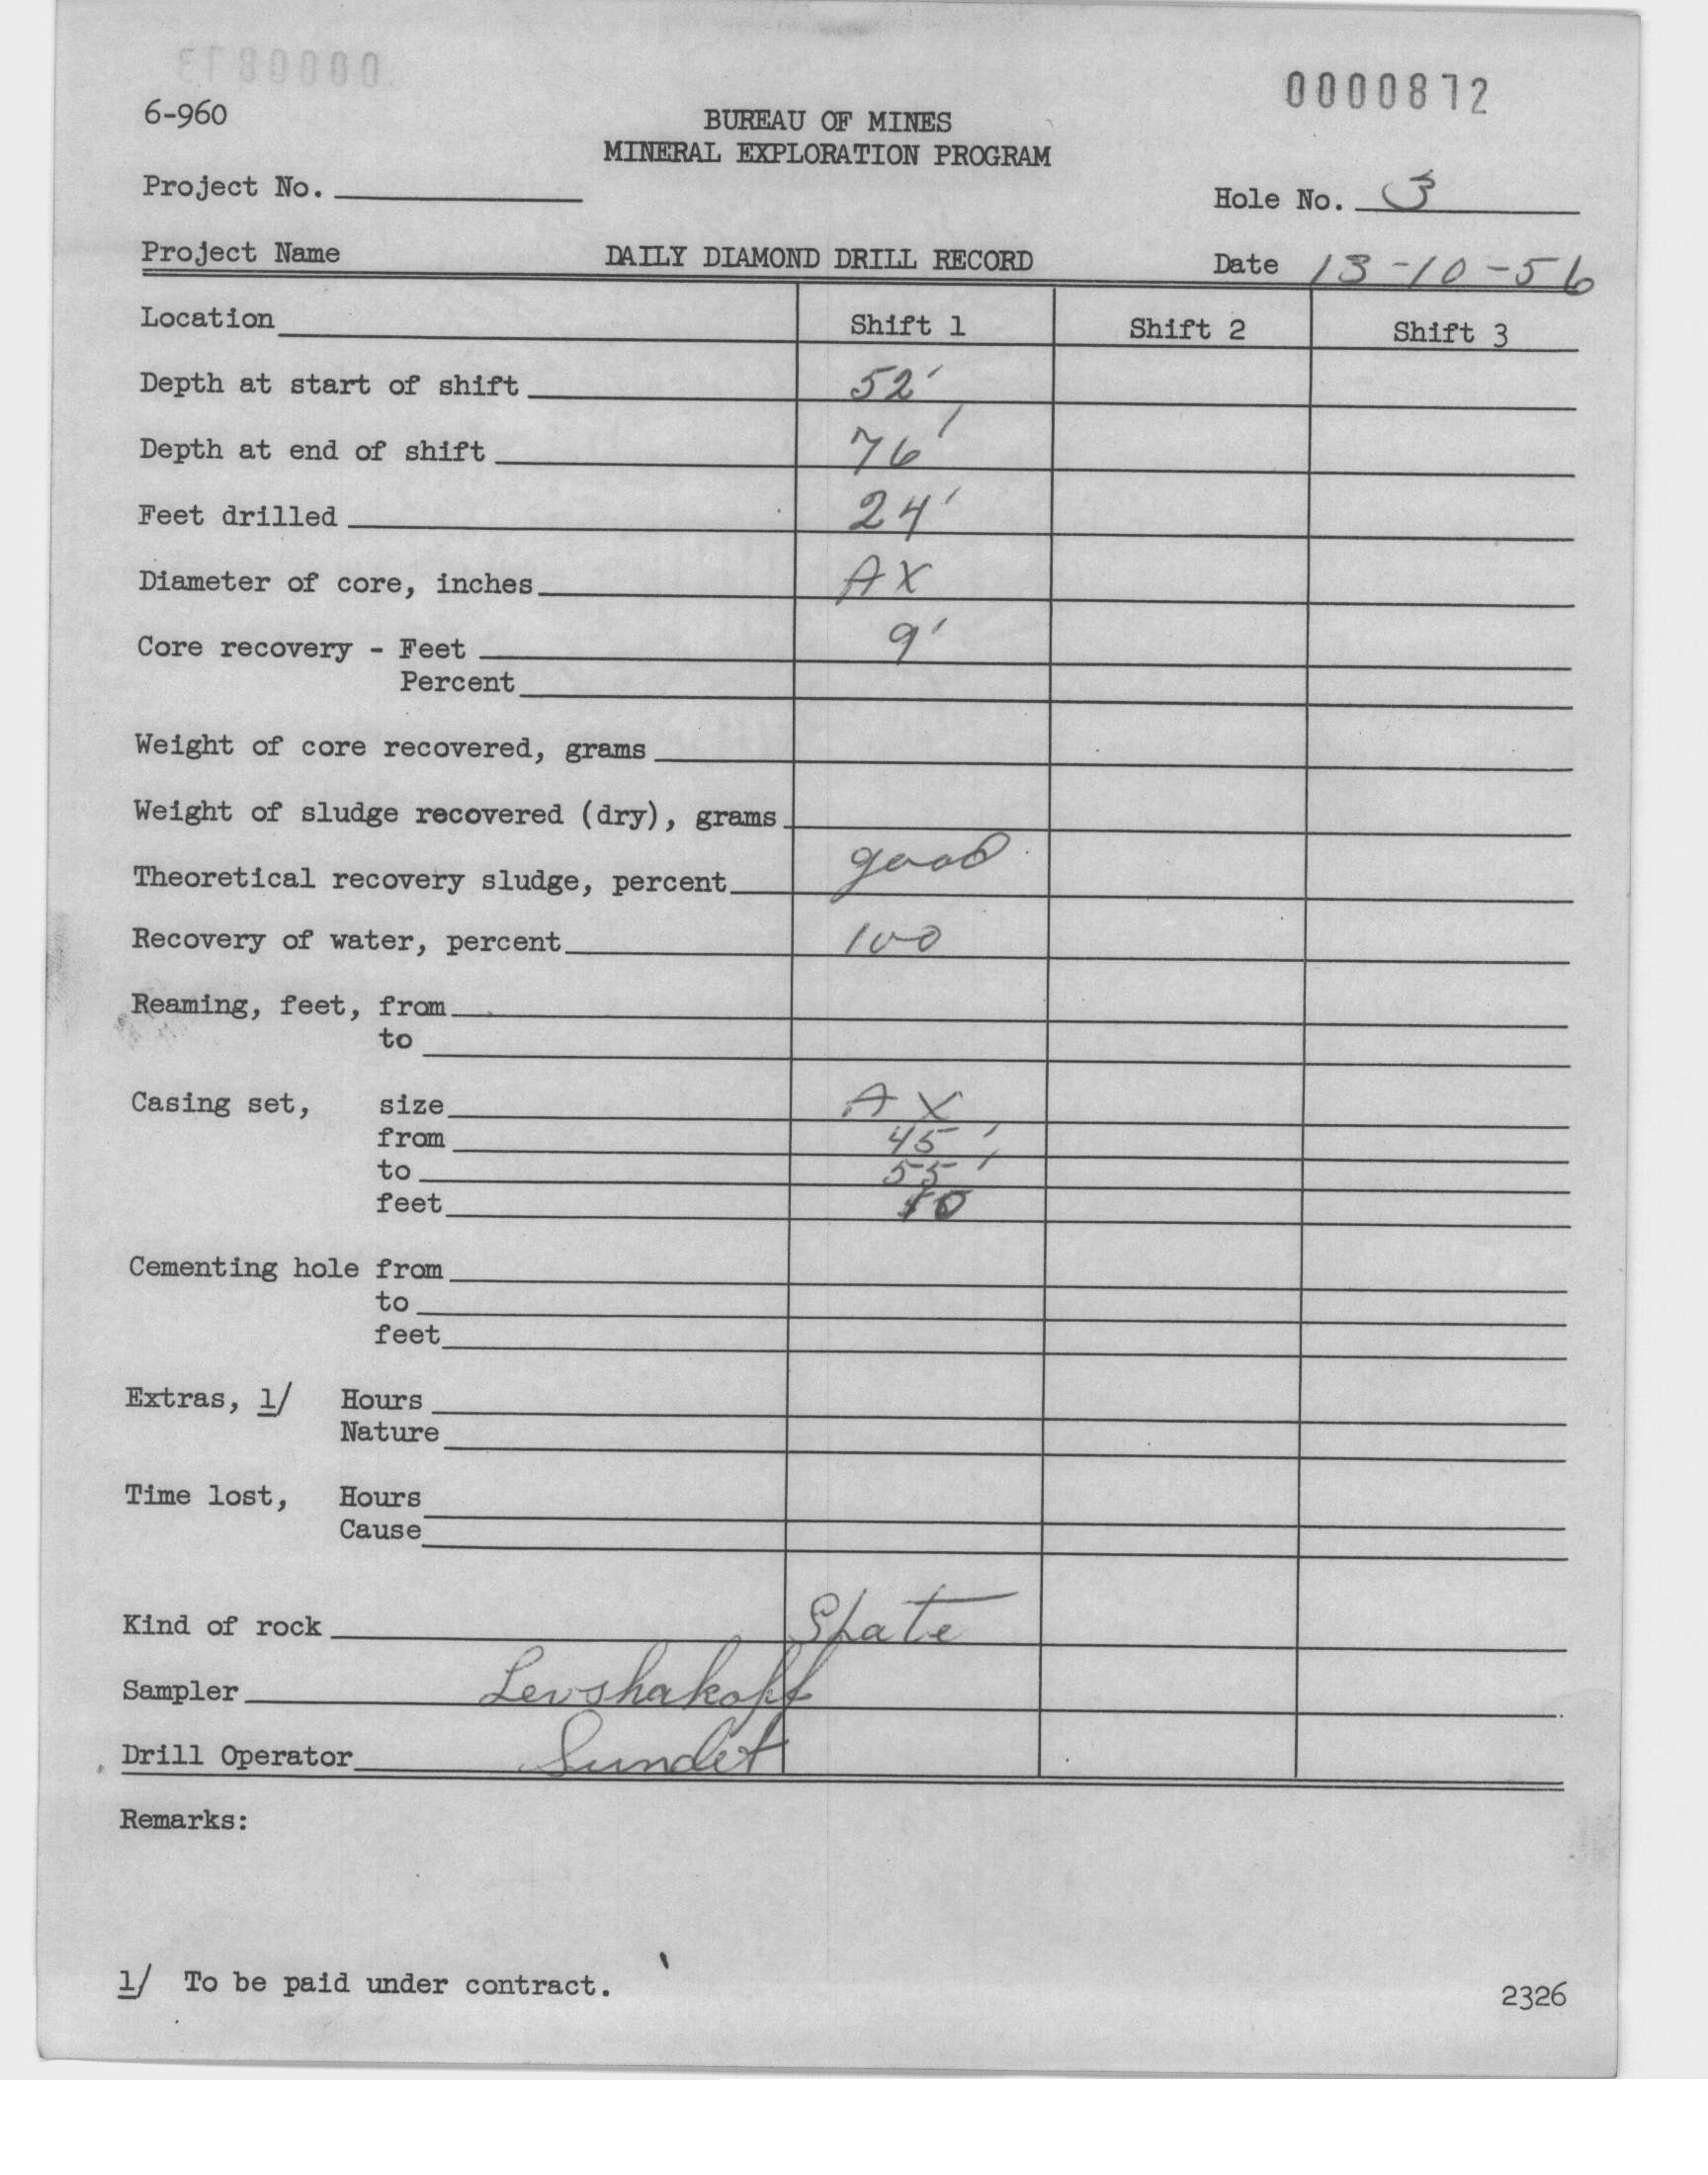 0000813
0000872
6-960
BUREAU OF MINES
MINERAL EXPLORATION PROGRAM
Project No.
Hole No. 3
Project Name DAILY DIAMOND DRILL RECORD Date 13-10-56
Location Shift 1 Shift 2 Shift 3
Depth at start of shift 52'
Depth at end of shift 76'
Feet drilled 24'
Diameter of core, inches AX
Core recovery - Feet 9'
Percent
Weight of core recovered, grams
Weight of sludge recovered (dry), grams
Theoretical recovery sludge, percent good
Recovery of water, percent 100
Reaming, feet, from
to
Casing set, size AX
from 45'
to 55'
feet 10
Cementing hole from
to
feet
Extras, 1/ Hours
Nature
Time lost, Hours
Cause
Kind of rock Slate
Sampler Levshakoff
Drill Operator Sundet
Remarks:
1/ To be paid under contract.
2326